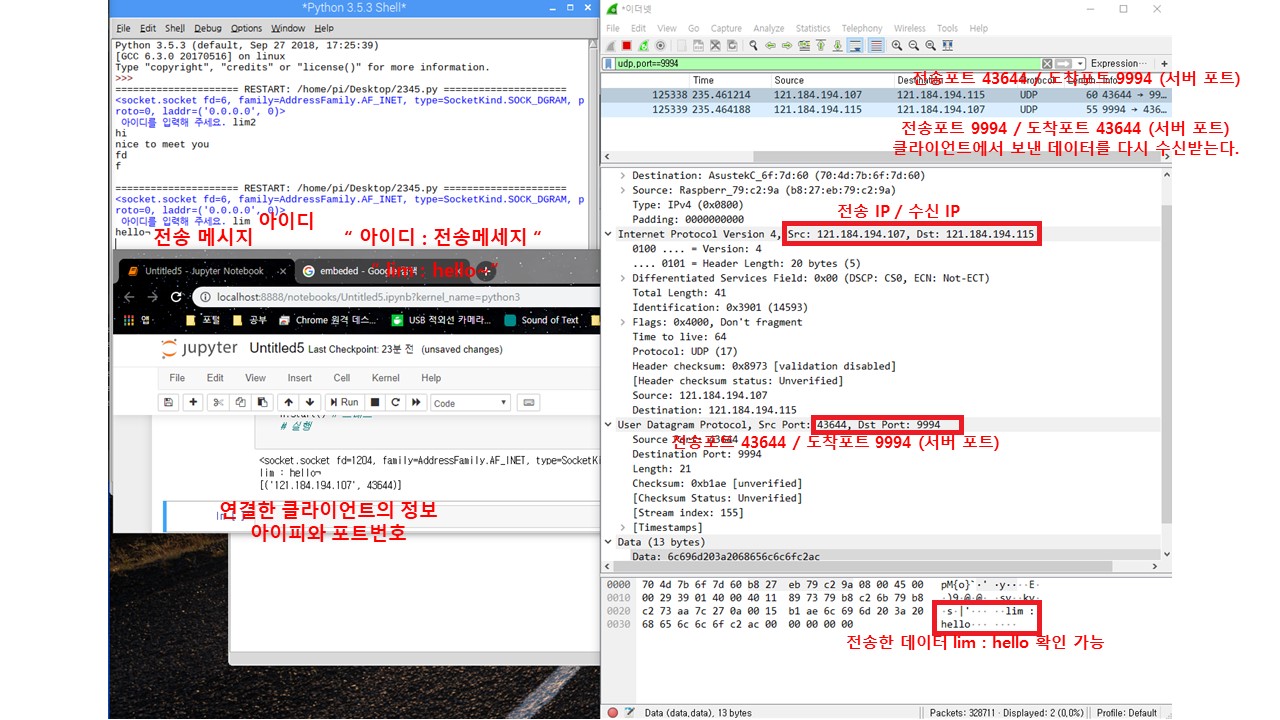 *Python 3.5.3 Shell*
File Edit Shell Debug Options Window Help
Python 3.5.3 (default, Sep 27 2018, 17:25:39)
[GCC 6.3.0 20170516] on linux
Type "copyright", "credits" or "license()" for more information.
>>>
===================== RESTART: /home/pi/Desktop/2345.py =====================
<socket.socket fd=6, family=AddressFamily.AF_INET, type=SocketKind.SOCK_DGRAM, p
roto=0, laddr=('0.0.0.0', 0)>
아이디를 입력해 주세요. lim2
hi
nice to meet you
fd
f
===================== RESTART: /home/pi/Desktop/2345.py =====================
<socket.socket fd=6, family=AddressFamily.AF_INET, type=SocketKind.SOCK_DGRAM, p
roto=0, laddr=('0.0.0.0', 0)>
아이디를 입력해 주세요. lim
아이디
hello¬
전송 메시지
“ 아이디 : 전송메세지 “
“ lim : hello~”
Untitled5 - Jupyter Notebook
embeded - Google 검색
localhost:8888/notebooks/Untitled5.ipynb?kernel_name=python3
앱 포털 공부 Chrome 원격 데스... USB 적외선 카메라... Sound of Text
jupyter Untitled5 Last Checkpoint: 23분 전 (unsaved changes)
File Edit View Insert Cell Kernel Help
Run Code
# 실행
<socket.socket fd=1204, family=AddressFamily.AF_INET, type=SocketKi
lim : hello¬
[('121.184.194.107', 43644)]
연결한 클라이언트의 정보
아이피와 포트번호
*이더넷
File Edit View Go Capture Analyze Statistics Telephony Wireless Tools Help
udp.port==9994
Expression… +
Time Source Destination Protocol Length Info
전송포트 43644 / 도착포트 9994 (서버 포트)
125338 235.461214 121.184.194.107 121.184.194.115 UDP 60 43644 → 99…
125339 235.464188 121.184.194.115 121.184.194.107 UDP 55 9994 → 436…
전송포트 9994 / 도착포트 43644 (서버 포트)
클라이언트에서 보낸 데이터를 다시 수신받는다.
Destination: AsustekC_6f:7d:60 (70:4d:7b:6f:7d:60)
Source: Raspberr_79:c2:9a (b8:27:eb:79:c2:9a)
Type: IPv4 (0x0800)
Padding: 0000000000
전송 IP / 수신 IP
Internet Protocol Version 4, Src: 121.184.194.107, Dst: 121.184.194.115
0100 .... = Version: 4
.... 0101 = Header Length: 20 bytes (5)
Differentiated Services Field: 0x00 (DSCP: CS0, ECN: Not-ECT)
Total Length: 41
Identification: 0x3901 (14593)
Flags: 0x4000, Don't fragment
Time to live: 64
Protocol: UDP (17)
Header checksum: 0x8973 [validation disabled]
[Header checksum status: Unverified]
Source: 121.184.194.107
Destination: 121.184.194.115
User Datagram Protocol, Src Port: 43644, Dst Port: 9994
Source Port: 43644
전송포트 43644 / 도착포트 9994 (서버 포트)
Destination Port: 9994
Length: 21
Checksum: 0xb1ae [unverified]
[Checksum Status: Unverified]
[Stream index: 155]
[Timestamps]
Data (13 bytes)
Data: 6c696d203a2068656c6c6fc2ac
0000 70 4d 7b 6f 7d 60 b8 27 eb 79 c2 9a 08 00 45 00 pM{o}`·' ·y····E·
0010 00 29 39 01 40 00 40 11 89 73 79 b8 c2 6b 79 b8 ·)9·@·@· ·sy··ky·
0020 c2 73 aa 7c 27 0a 00 15 b1 ae 6c 69 6d 20 3a 20 ·s·|'··· ··lim :
0030 68 65 6c 6c 6f c2 ac 00 00 00 00 00 hello··· ····
전송한 데이터 lim : hello 확인 가능
Data (data,data), 13 bytes
Packets: 328711 · Displayed: 2 (0,0%)
Profile: Default